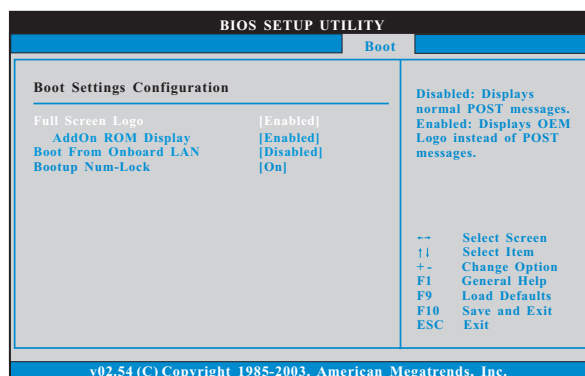 BIOS SETUP UTILITY
Boot
Boot Settings Configuration
Full Screen Logo [Enabled]
AddOn ROM Display [Enabled]
Boot From Onboard LAN [Disabled]
Bootup Num-Lock [On]
Disabled: Displays
normal POST messages.
Enabled: Displays OEM
Logo instead of POST
messages.
←→ Select Screen
↑↓ Select Item
+ - Change Option
F1 General Help
F9 Load Defaults
F10 Save and Exit
ESC Exit
v02.54 (C) Copyright 1985-2003, American Megatrends, Inc.